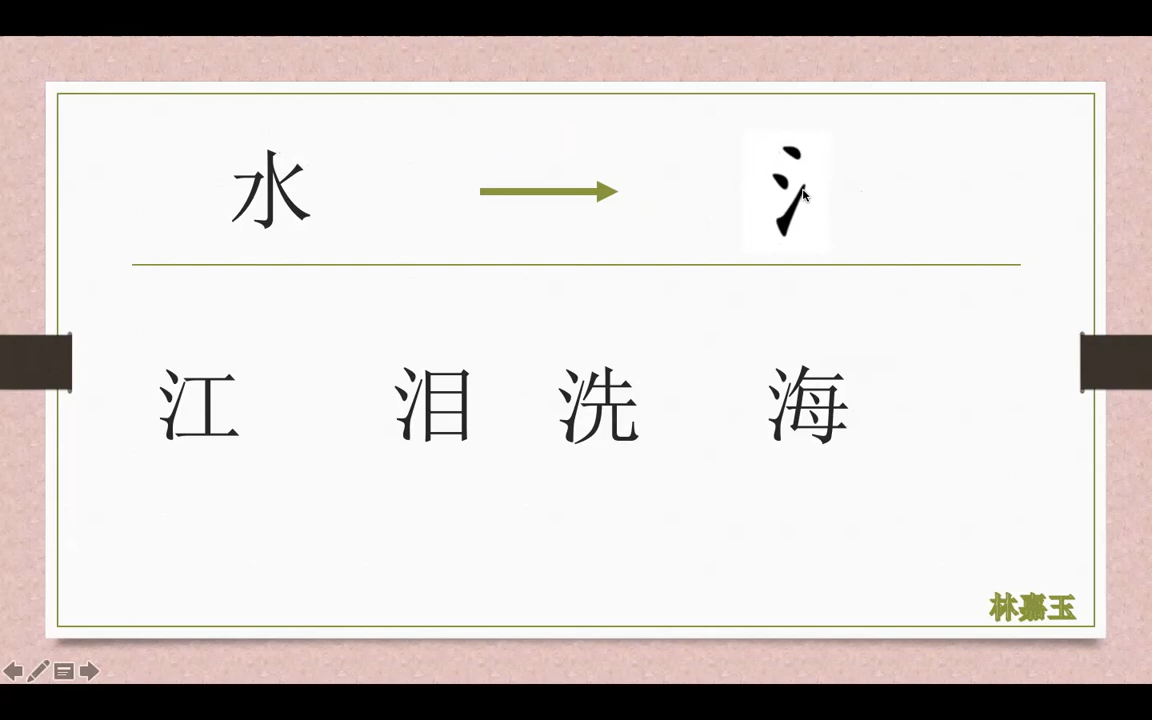 水 氵
江 泪 洗 海
林嘉玉